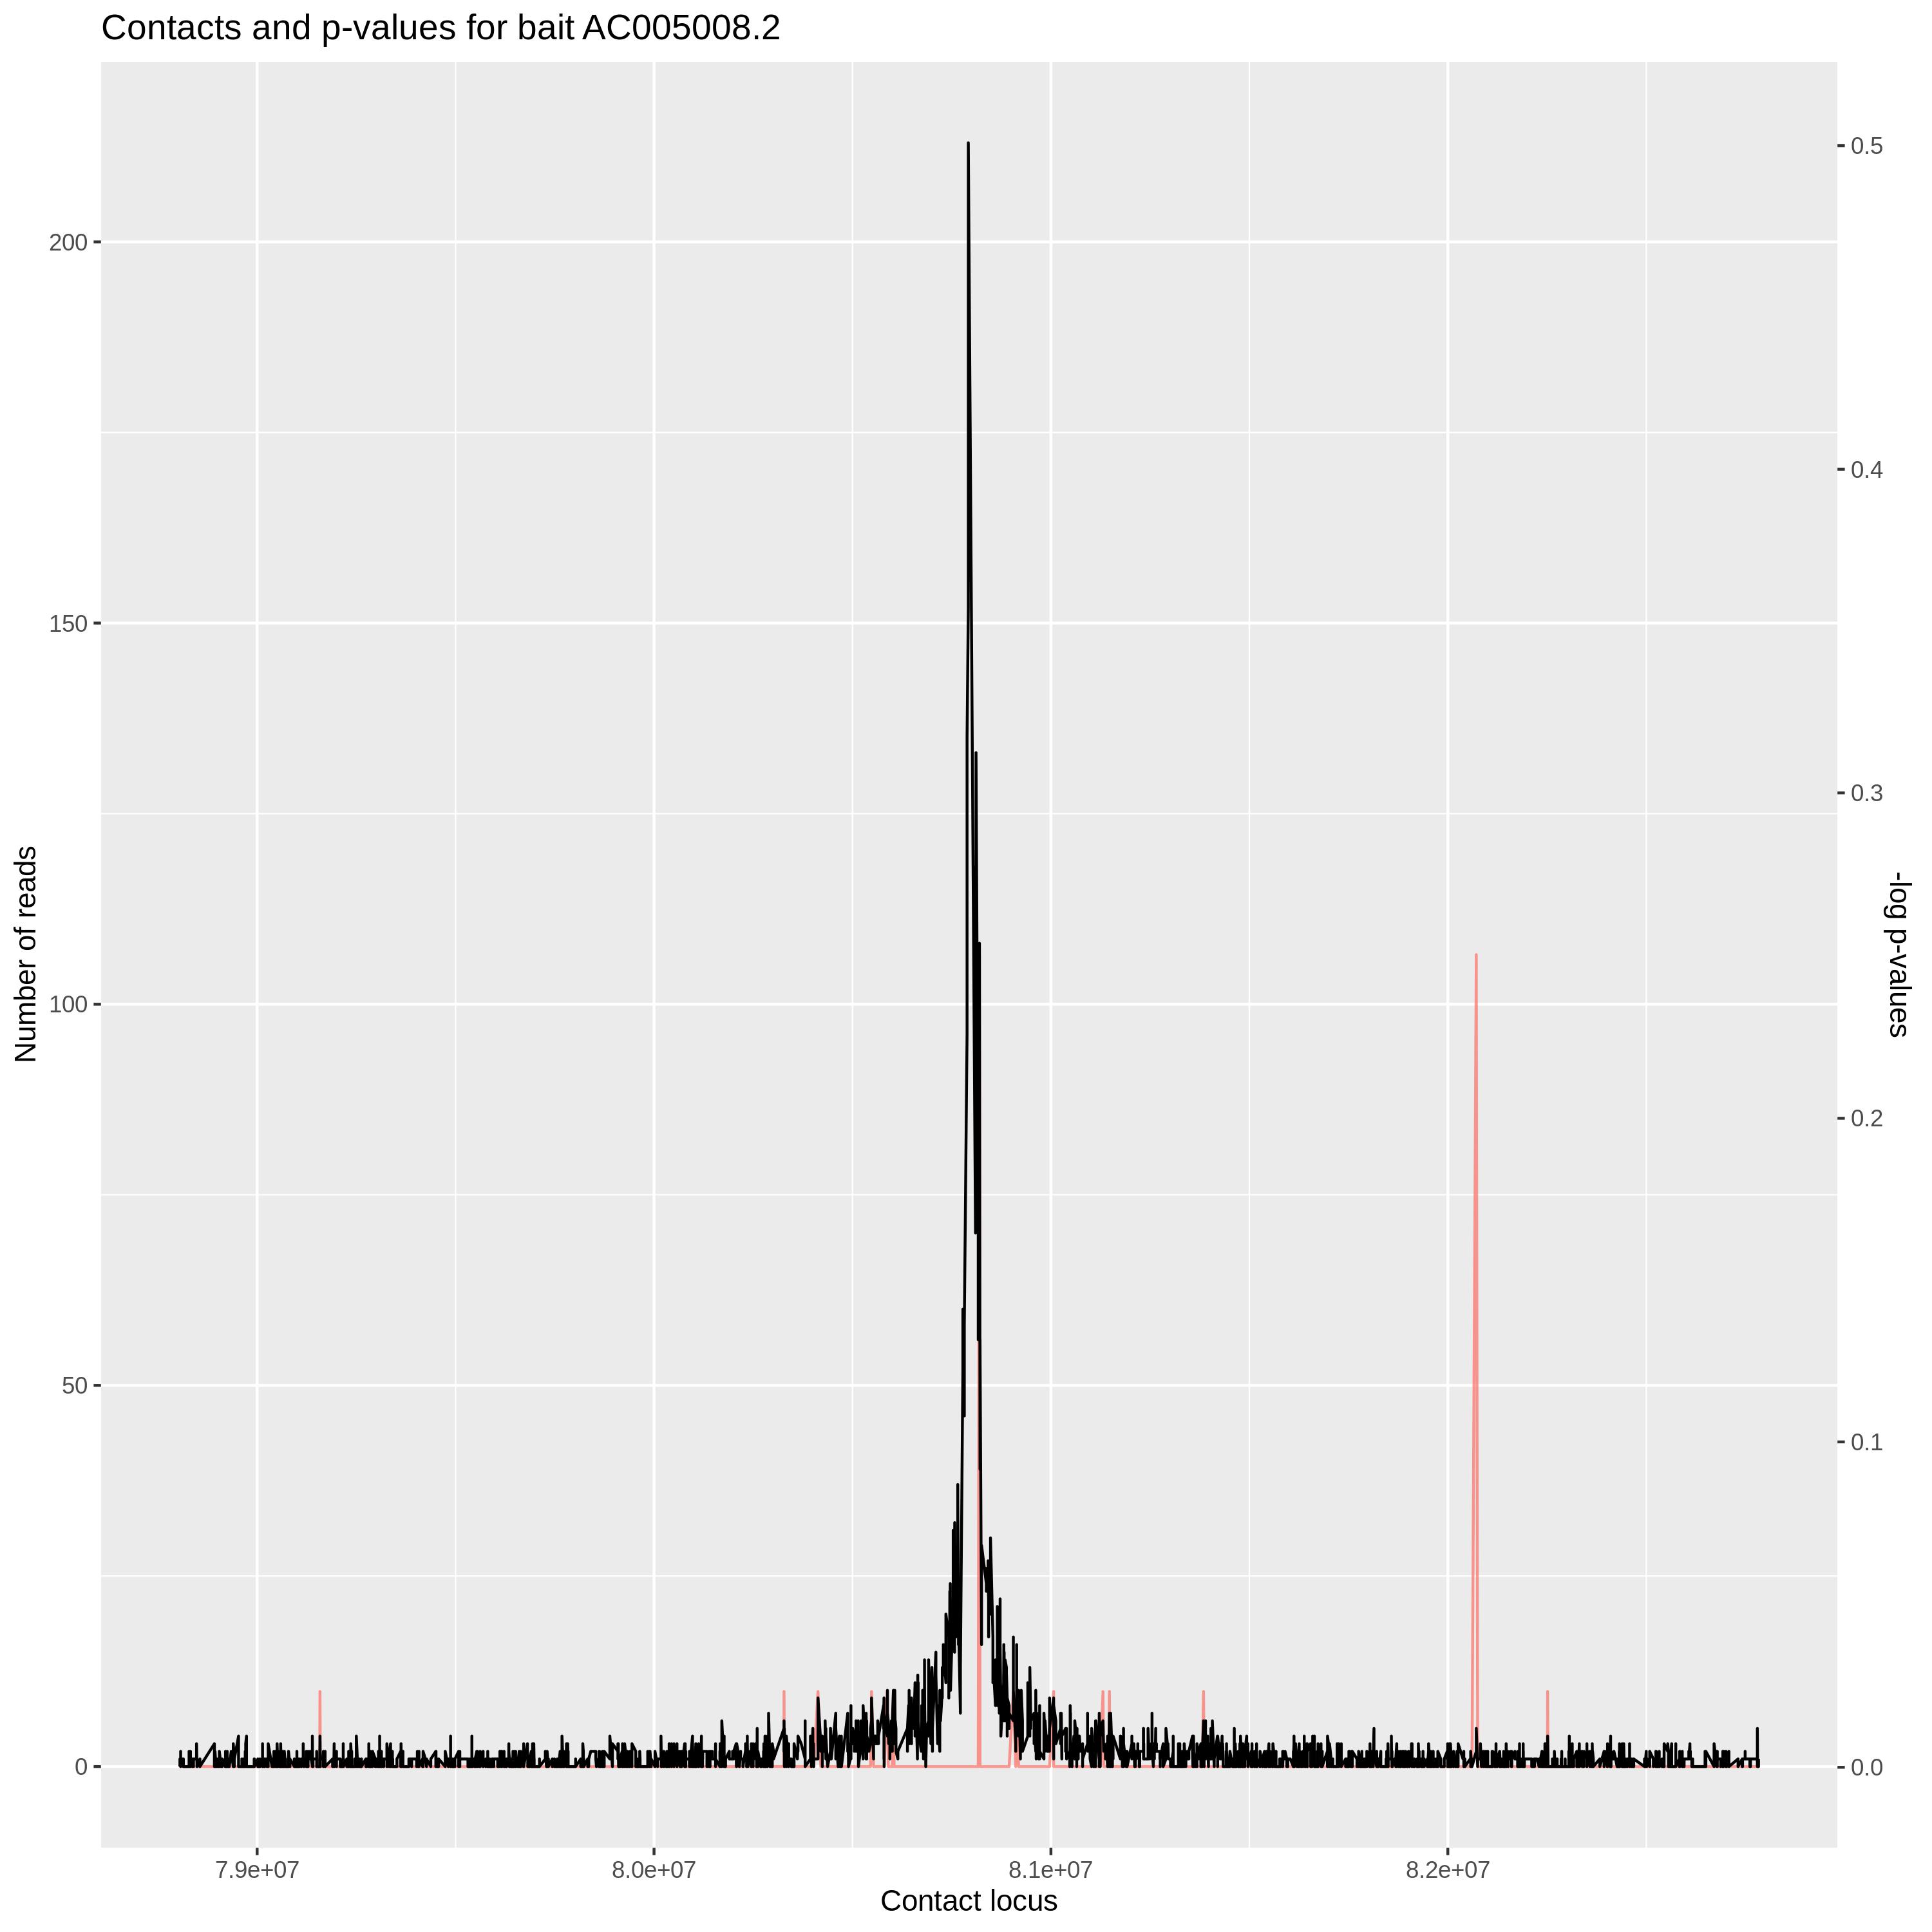 Contacts and p-values for bait AC005008.2
200
150
100
50
0
Number of reads
0.5
0.4
0.3
0.2
0.1
0.0
-log p-values
7.9e+07 8.0e+07 8.1e+07 8.2e+07
Contact locus